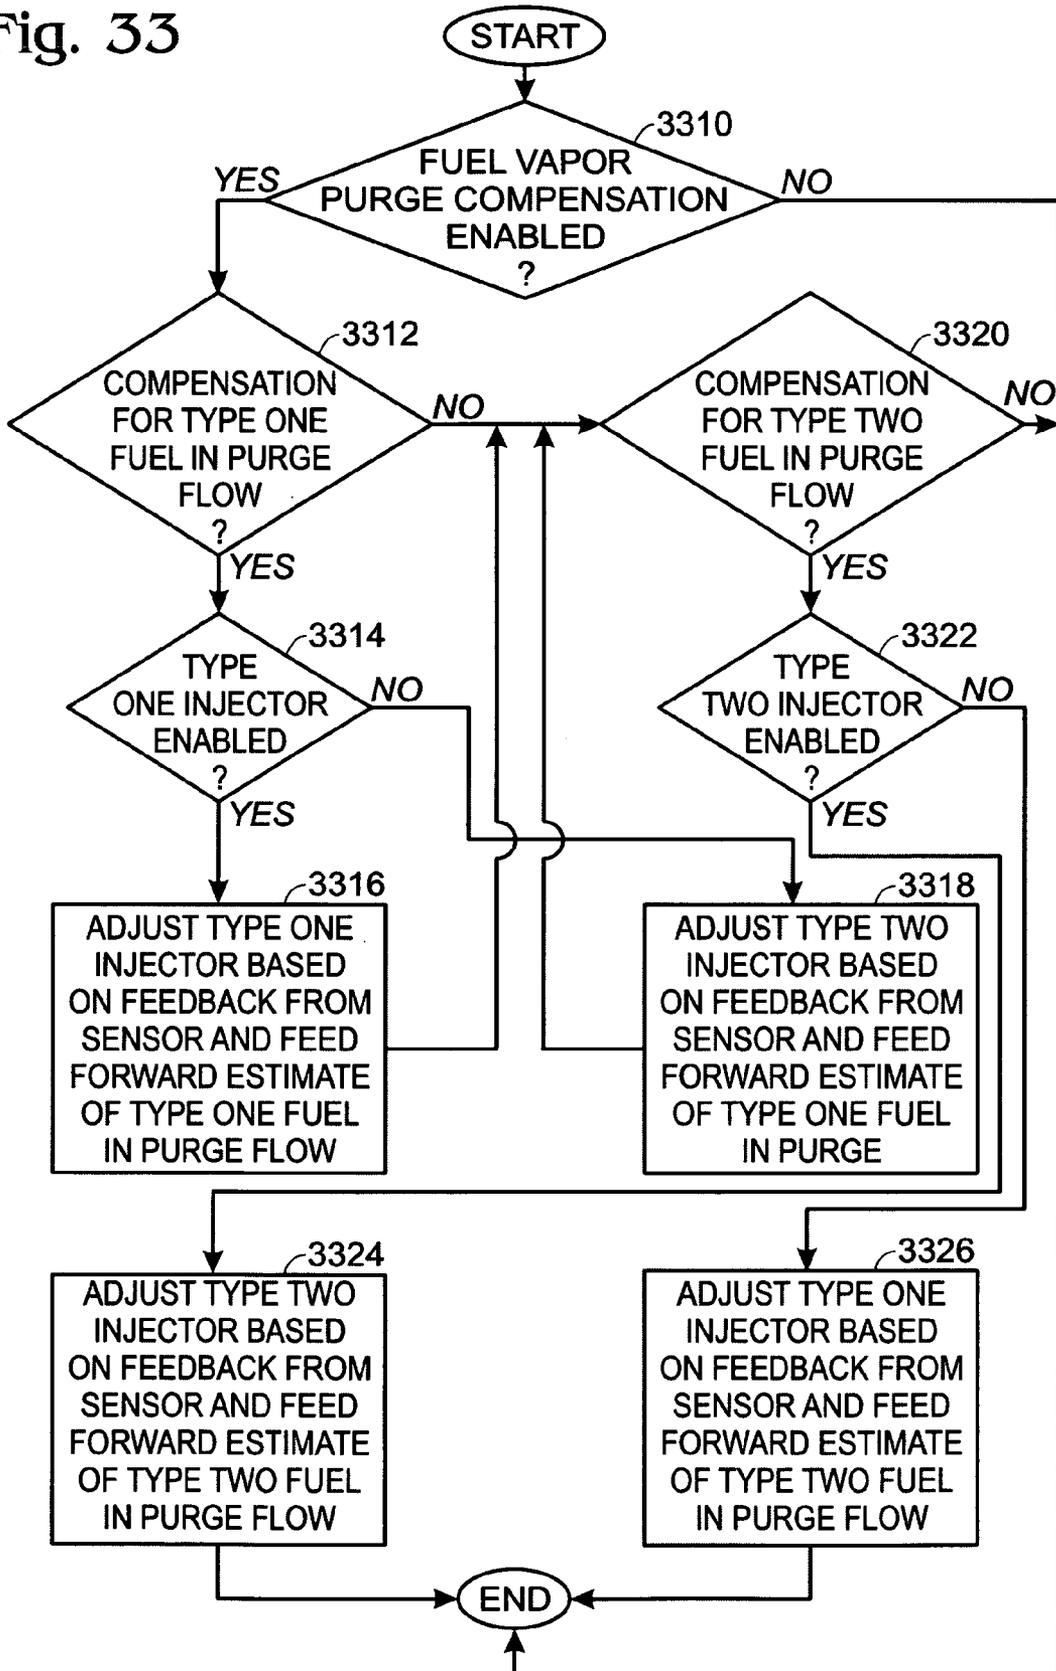 Fig. 33
START
3310
FUEL VAPOR
PURGE COMPENSATION
ENABLED
?
YES
NO
3312
COMPENSATION
FOR TYPE ONE
FUEL IN PURGE
FLOW
?
NO
YES
3320
COMPENSATION
FOR TYPE TWO
FUEL IN PURGE
FLOW
?
NO
YES
3314
TYPE
ONE INJECTOR
ENABLED
?
NO
YES
3322
TYPE
TWO INJECTOR
ENABLED
?
NO
YES
3316
ADJUST TYPE ONE
INJECTOR BASED
ON FEEDBACK FROM
SENSOR AND FEED
FORWARD ESTIMATE
OF TYPE ONE FUEL
IN PURGE FLOW
3318
ADJUST TYPE TWO
INJECTOR BASED
ON FEEDBACK FROM
SENSOR AND FEED
FORWARD ESTIMATE
OF TYPE ONE FUEL
IN PURGE
3324
ADJUST TYPE TWO
INJECTOR BASED
ON FEEDBACK FROM
SENSOR AND FEED
FORWARD ESTIMATE
OF TYPE TWO FUEL
IN PURGE FLOW
3326
ADJUST TYPE ONE
INJECTOR BASED
ON FEEDBACK FROM
SENSOR AND FEED
FORWARD ESTIMATE
OF TYPE TWO FUEL
IN PURGE FLOW
END